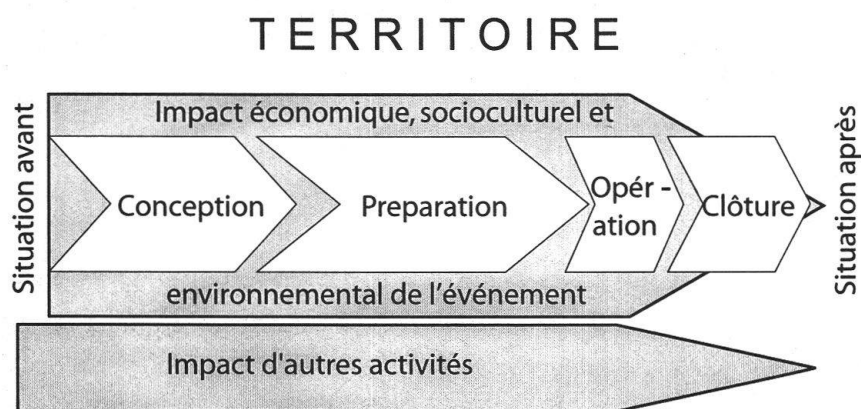 TERRITOIRE
Situation avant
Impact économique, socioculturel et
Conception
Preparation
Opér -
ation
Clôture
environnemental de l'événement
Situation après
Impact d'autres activités